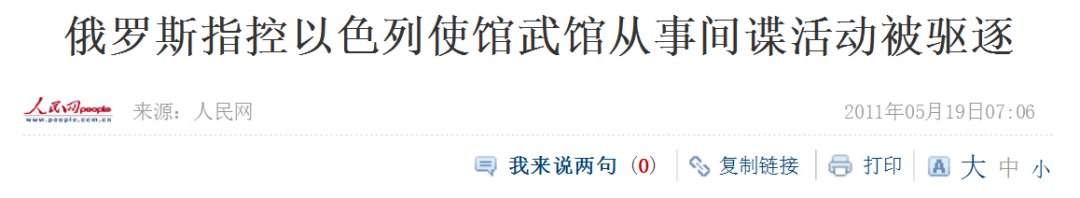 俄罗斯指控以色列使馆武馆从事间谍活动被驱逐
人民网people 来源：人民网 2011年05月19日07:06
www.people.com.cn
我来说两句 (0) 复制链接 打印 A 大 中 小